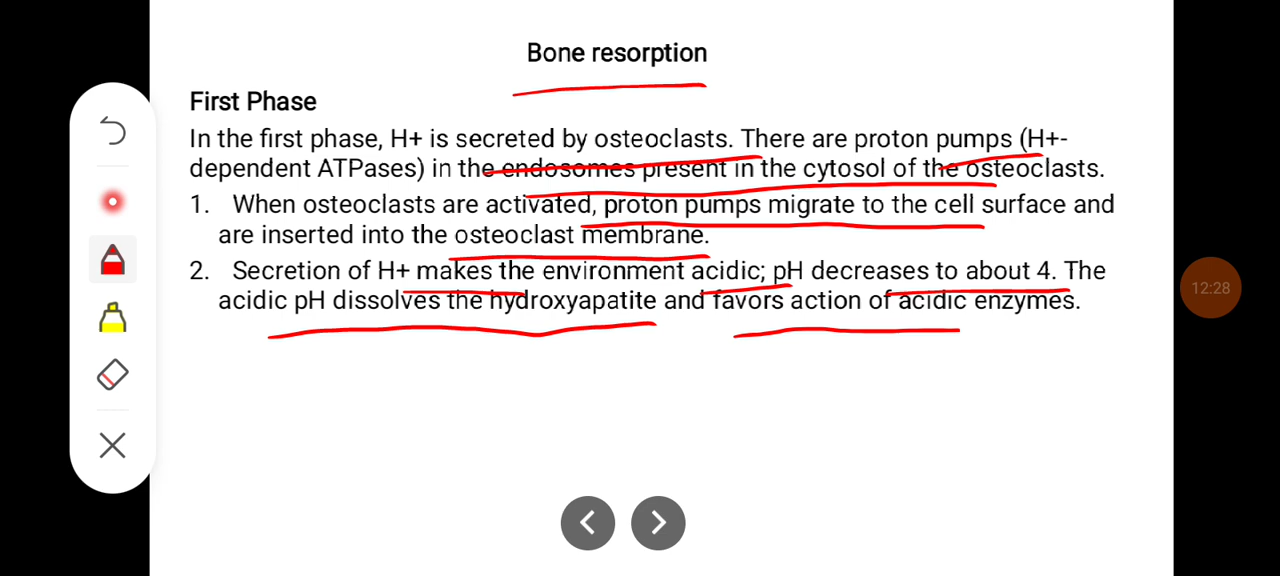 Bone resorption
First Phase
In the first phase, H+ is secreted by osteoclasts. There are proton pumps (H+-
dependent ATPases) in the endosomes present in the cytosol of the osteoclasts.
1. When osteoclasts are activated, proton pumps migrate to the cell surface and
are inserted into the osteoclast membrane.
2. Secretion of H+ makes the environment acidic; pH decreases to about 4. The
acidic pH dissolves the hydroxyapatite and favors action of acidic enzymes.
12:28